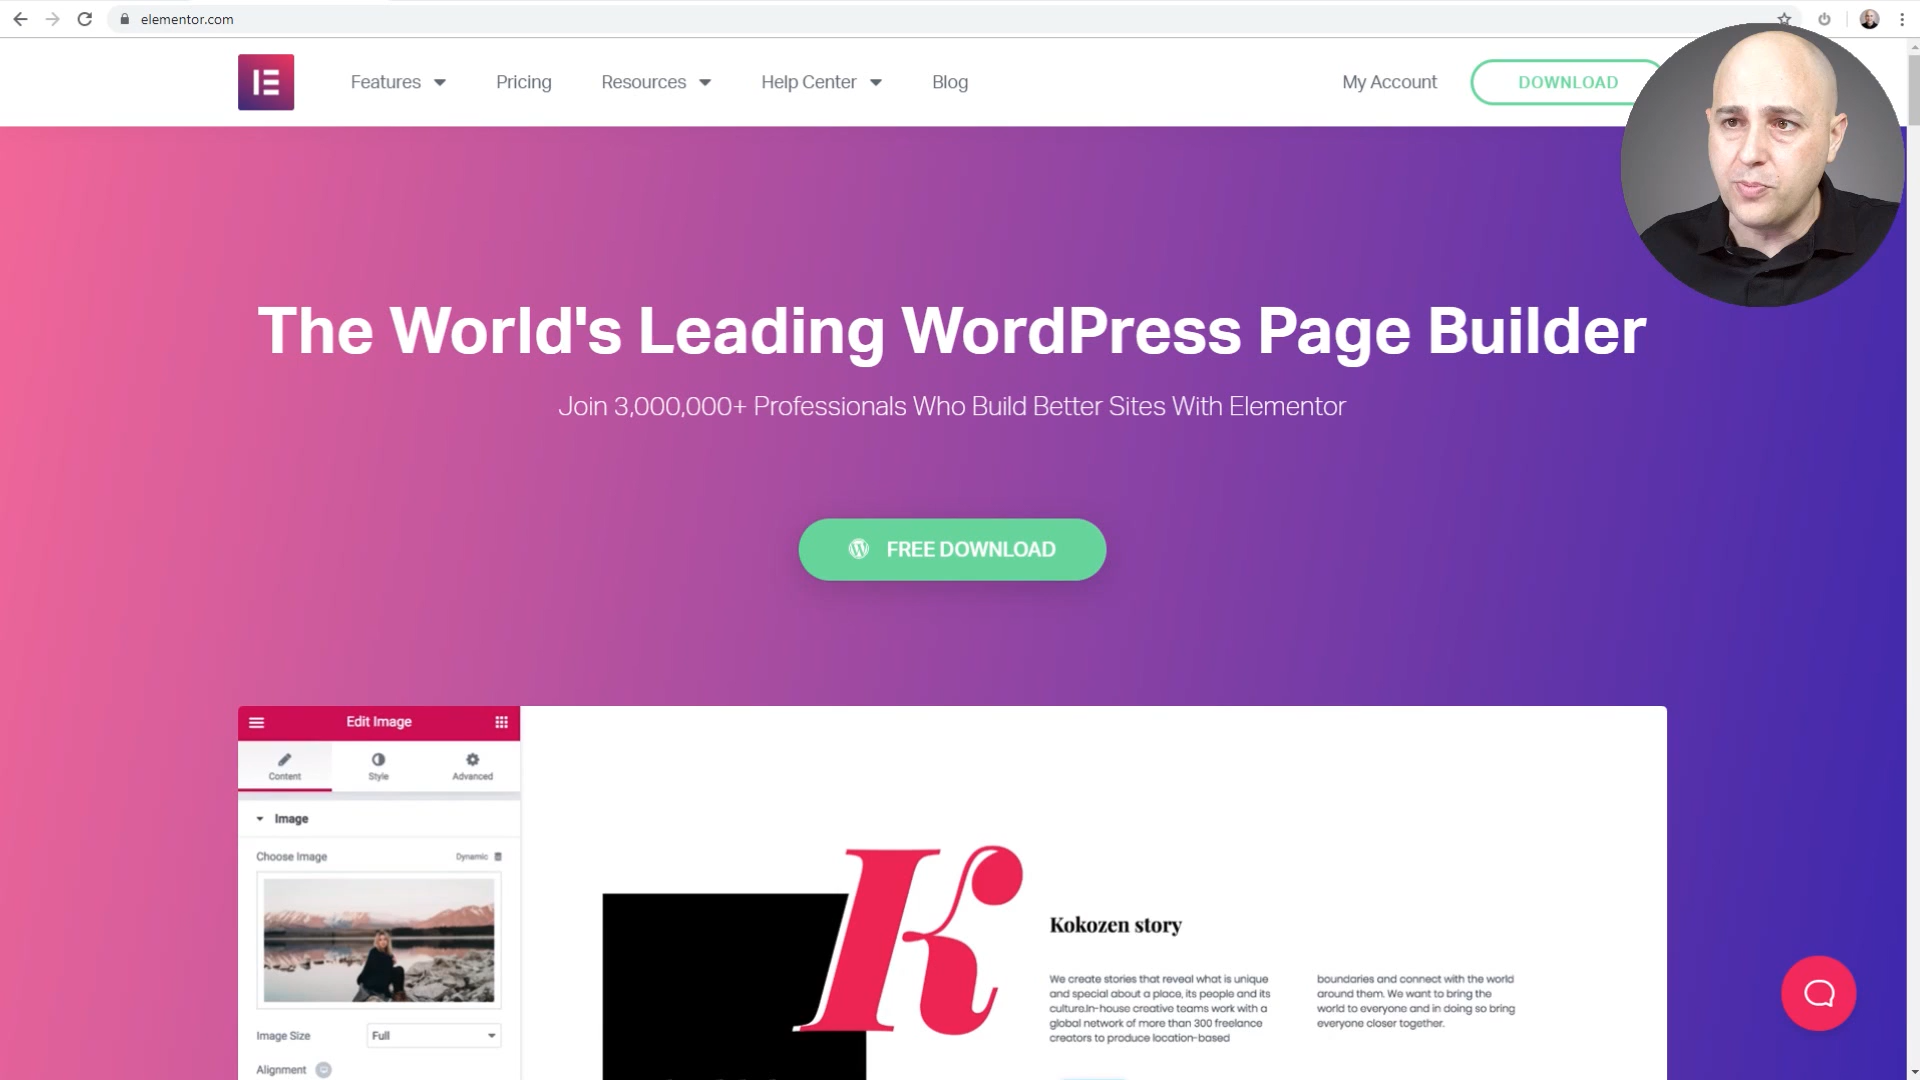 elementor.com
Features
Pricing
Resources
Help Center
Blog
My Account
DOWNLOAD
The World's Leading WordPress Page Builder
Join 3,000,000+ Professionals Who Build Better Sites With Elementor
FREE DOWNLOAD
Edit Image
Content
Style
Advanced
Image
Choose Image
Dynamic
Image Size
Full
Alignment
K
Kokozen story
We create stories that reveal what is unique
and special about a place, its people and its
culture.In-house creative teams work with a
global network of more than 300 freelance
creators to produce location-based
boundaries and connect with the world
around them. We want to bring the
world to everyone and in doing so bring
everyone closer together.